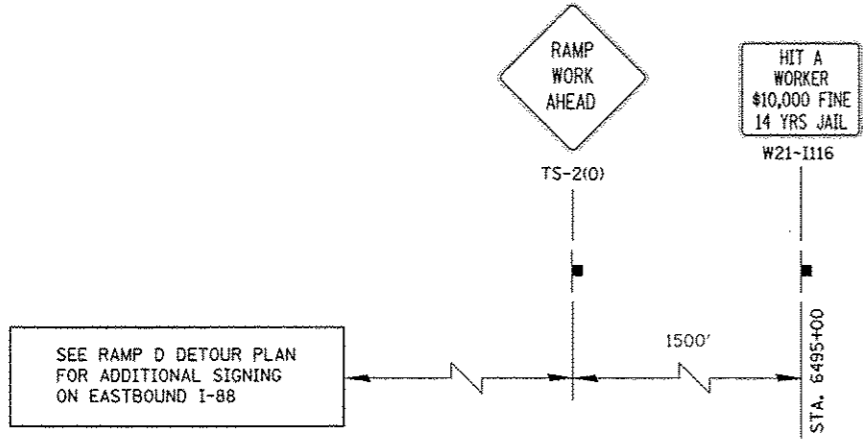 RAMP
WORK
AHEAD
TS-2(O)
HIT A
WORKER
$10,000 FINE
14 YRS JAIL
W21-I116
SEE RAMP D DETOUR PLAN
FOR ADDITIONAL SIGNING
ON EASTBOUND I-88
1500'
STA. 6495+00